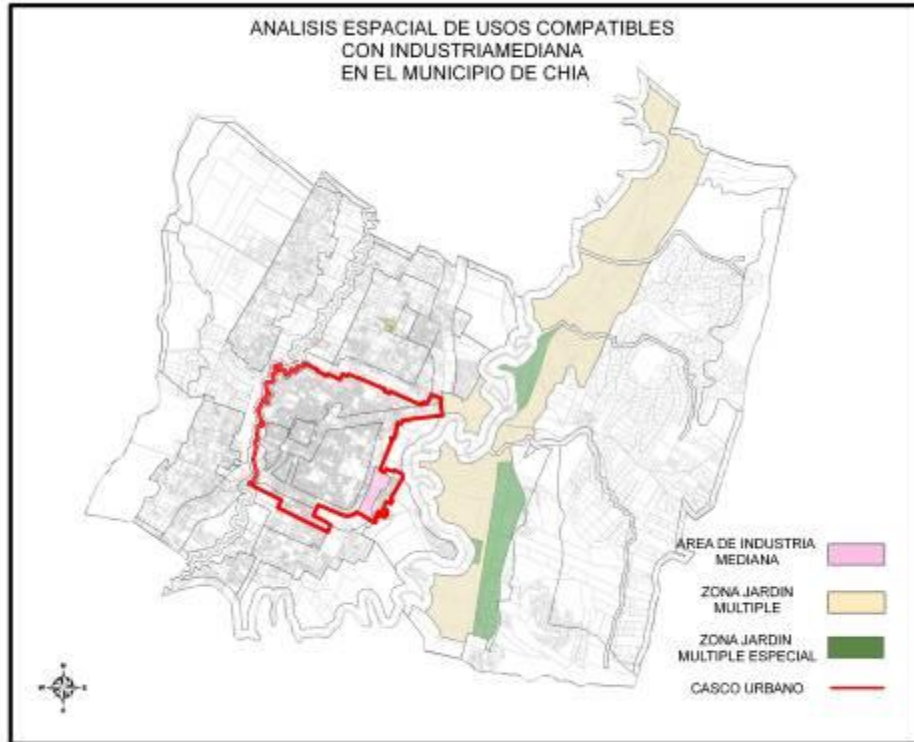 ANALISIS ESPACIAL DE USOS COMPATIBLES
CON INDUSTRIAMEDIANA
EN EL MUNICIPIO DE CHIA
AREA DE INDUSTRIA
MEDIANA
ZONA JARDIN
MULTIPLE
ZONA JARDIN
MULTIPLE ESPECIAL
CASCO URBANO